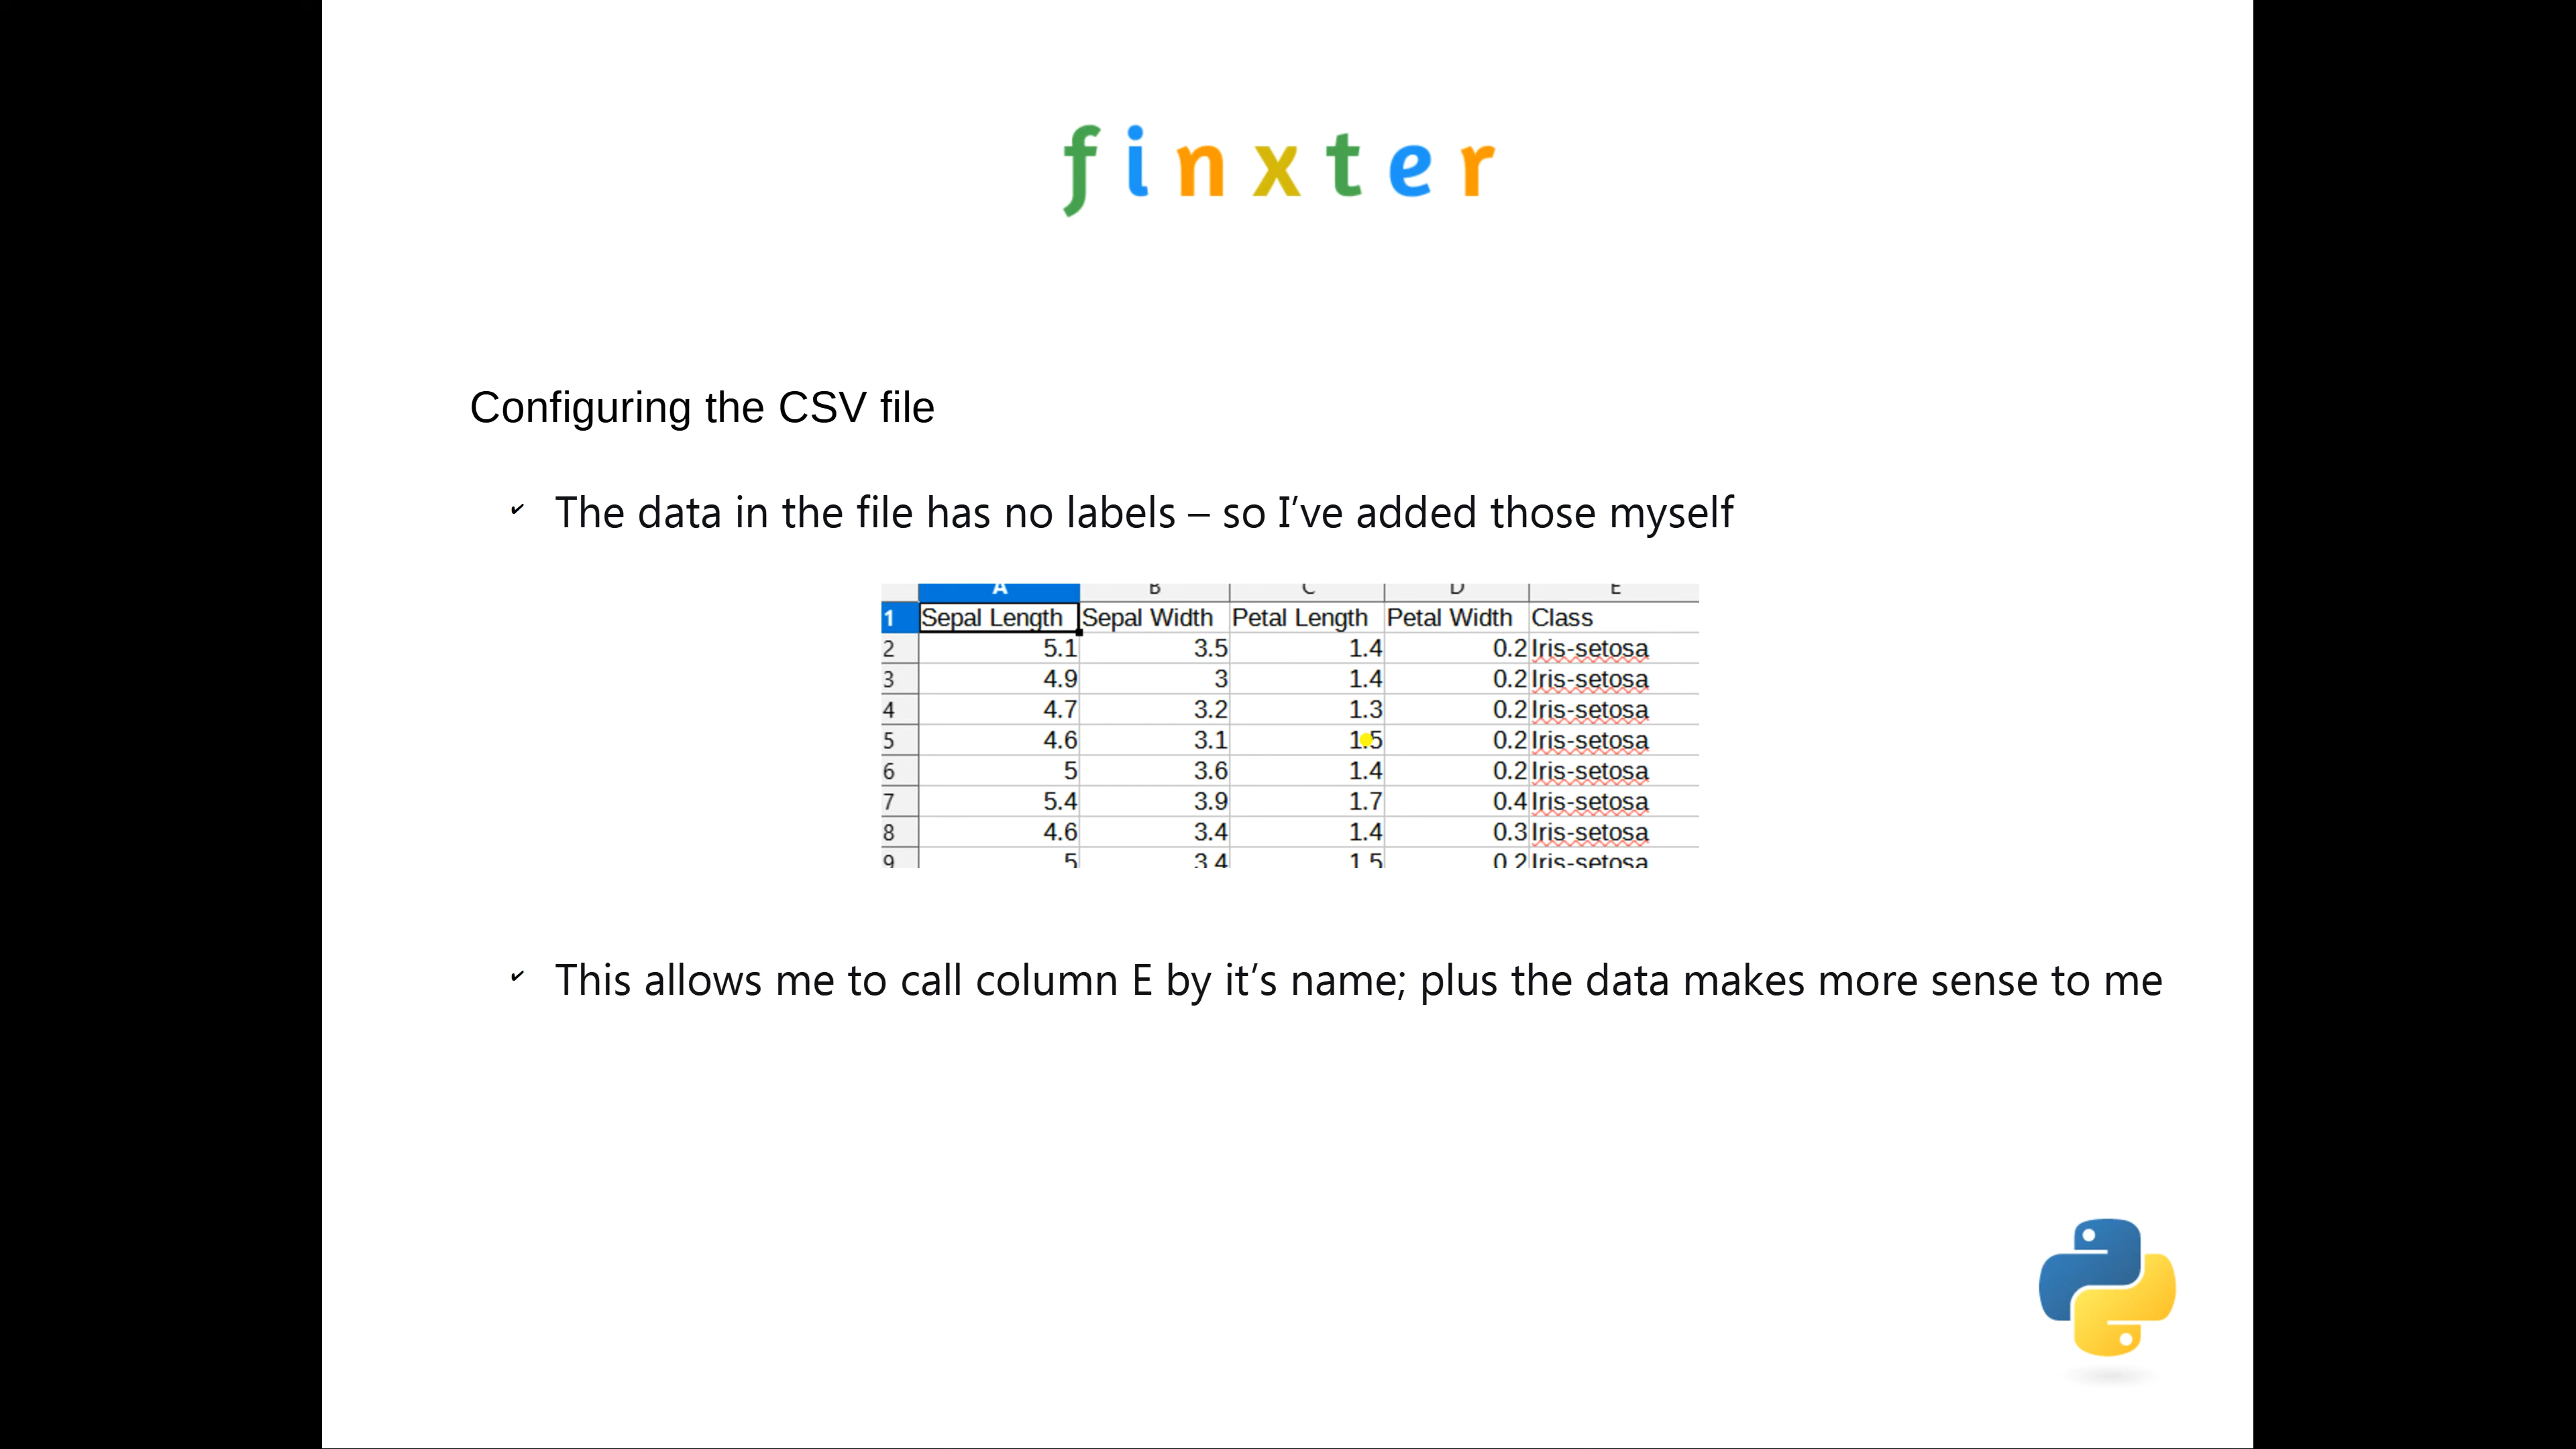 finxter
Configuring the CSV file
✔ The data in the file has no labels – so I’ve added those myself
A B C D E
1 Sepal Length Sepal Width Petal Length Petal Width Class
2 5.1 3.5 1.4 0.2 Iris-setosa
3 4.9 3 1.4 0.2 Iris-setosa
4 4.7 3.2 1.3 0.2 Iris-setosa
5 4.6 3.1 1.5 0.2 Iris-setosa
6 5 3.6 1.4 0.2 Iris-setosa
7 5.4 3.9 1.7 0.4 Iris-setosa
8 4.6 3.4 1.4 0.3 Iris-setosa
9 5 3.4 1.5 0.2 Iris-setosa
✔ This allows me to call column E by it’s name; plus the data makes more sense to me